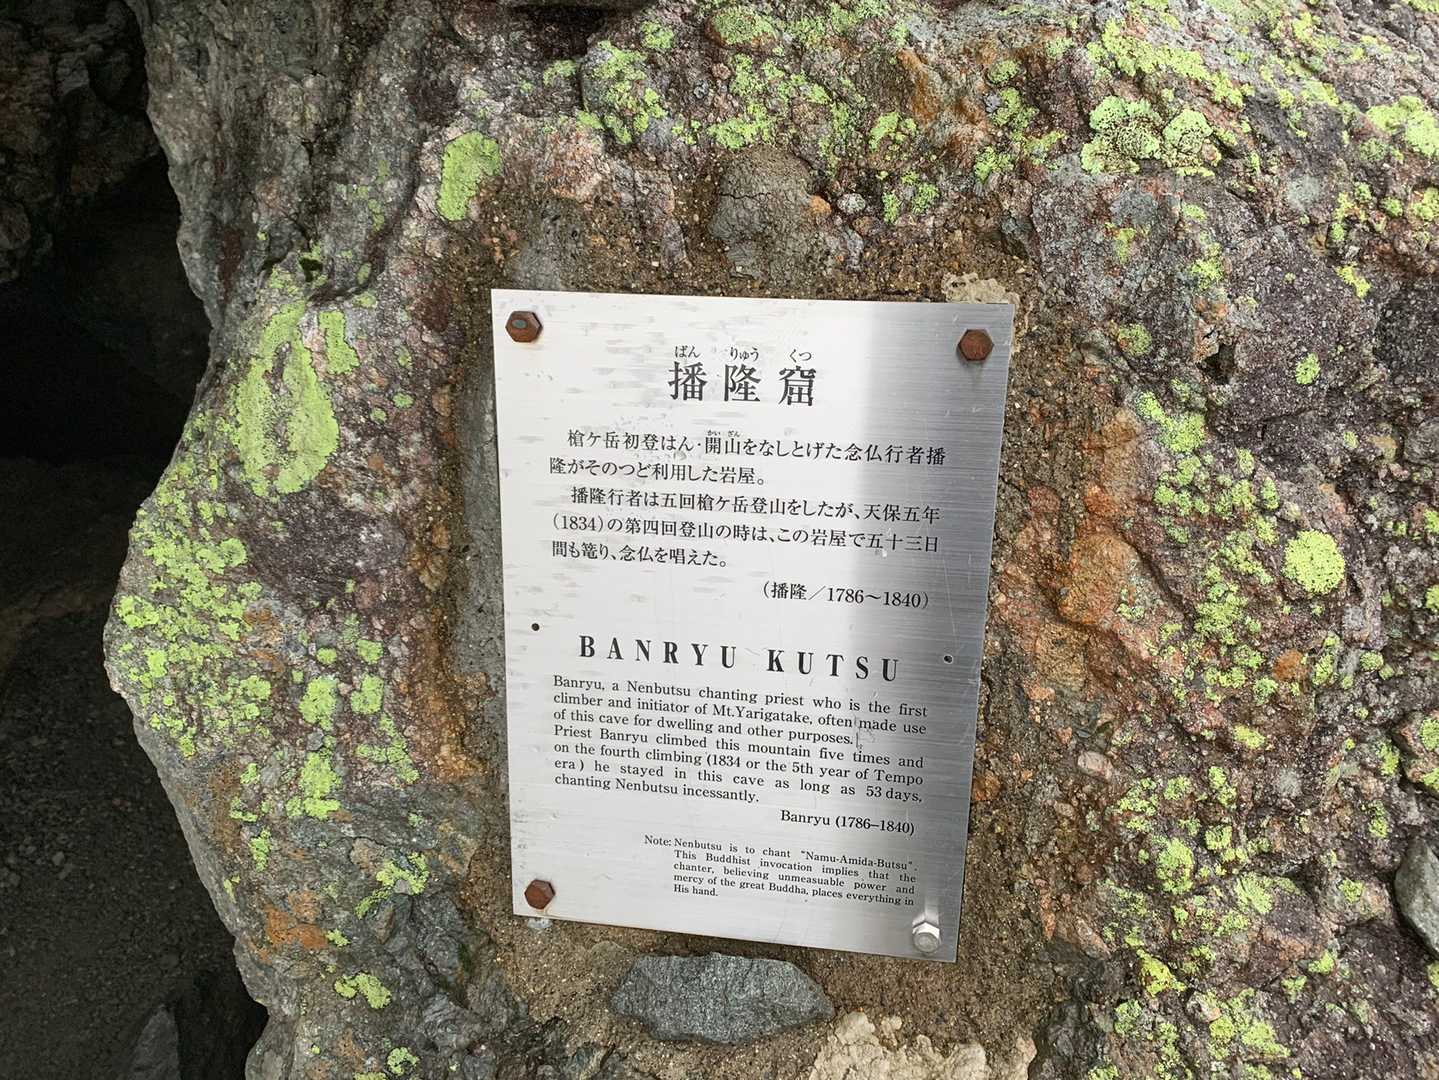 ばん りゅう くつ
播隆窟
かい ざん
槍ケ岳初登はん・開山をなしとげた念仏行者播
隆がそのつど利用した岩屋。
播隆行者は五回槍ケ岳登山をしたが、天保五年
(1834)の第四回登山の時は、この岩屋で五十三日
間も篭り、念仏を唱えた。
(播隆／1786～1840)
BANRYU KUTSU
Banryu, a Nenbutsu chanting priest who is the first
climber and initiator of Mt.Yarigatake, often made use
of this cave for dwelling and other purposes.
Priest Banryu climbed this mountain five times and
on the fourth climbing (1834 or the 5th year of Tempo
era) he stayed in this cave as long as 53 days,
chanting Nenbutsu incessantly.
Banryu (1786–1840)
Note: Nenbutsu is to chant "Namu-Amida-Butsu".
This Buddhist invocation implies that the
chanter, believing unmeasuable power and
mercy of the great Buddha, places everything in
His hand.